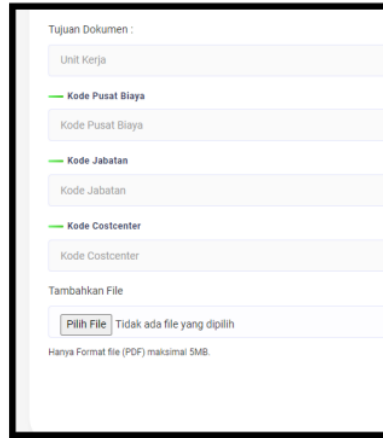 Tujuan Dokumen :
Unit Kerja
Kode Pusat Biaya
Kode Pusat Biaya
Kode Jabatan
Kode Jabatan
Kode Costcenter
Kode Costcenter
Tambahkan File
Pilih File Tidak ada file yang dipilih
Hanya Format file (PDF) maksimal 5MB.